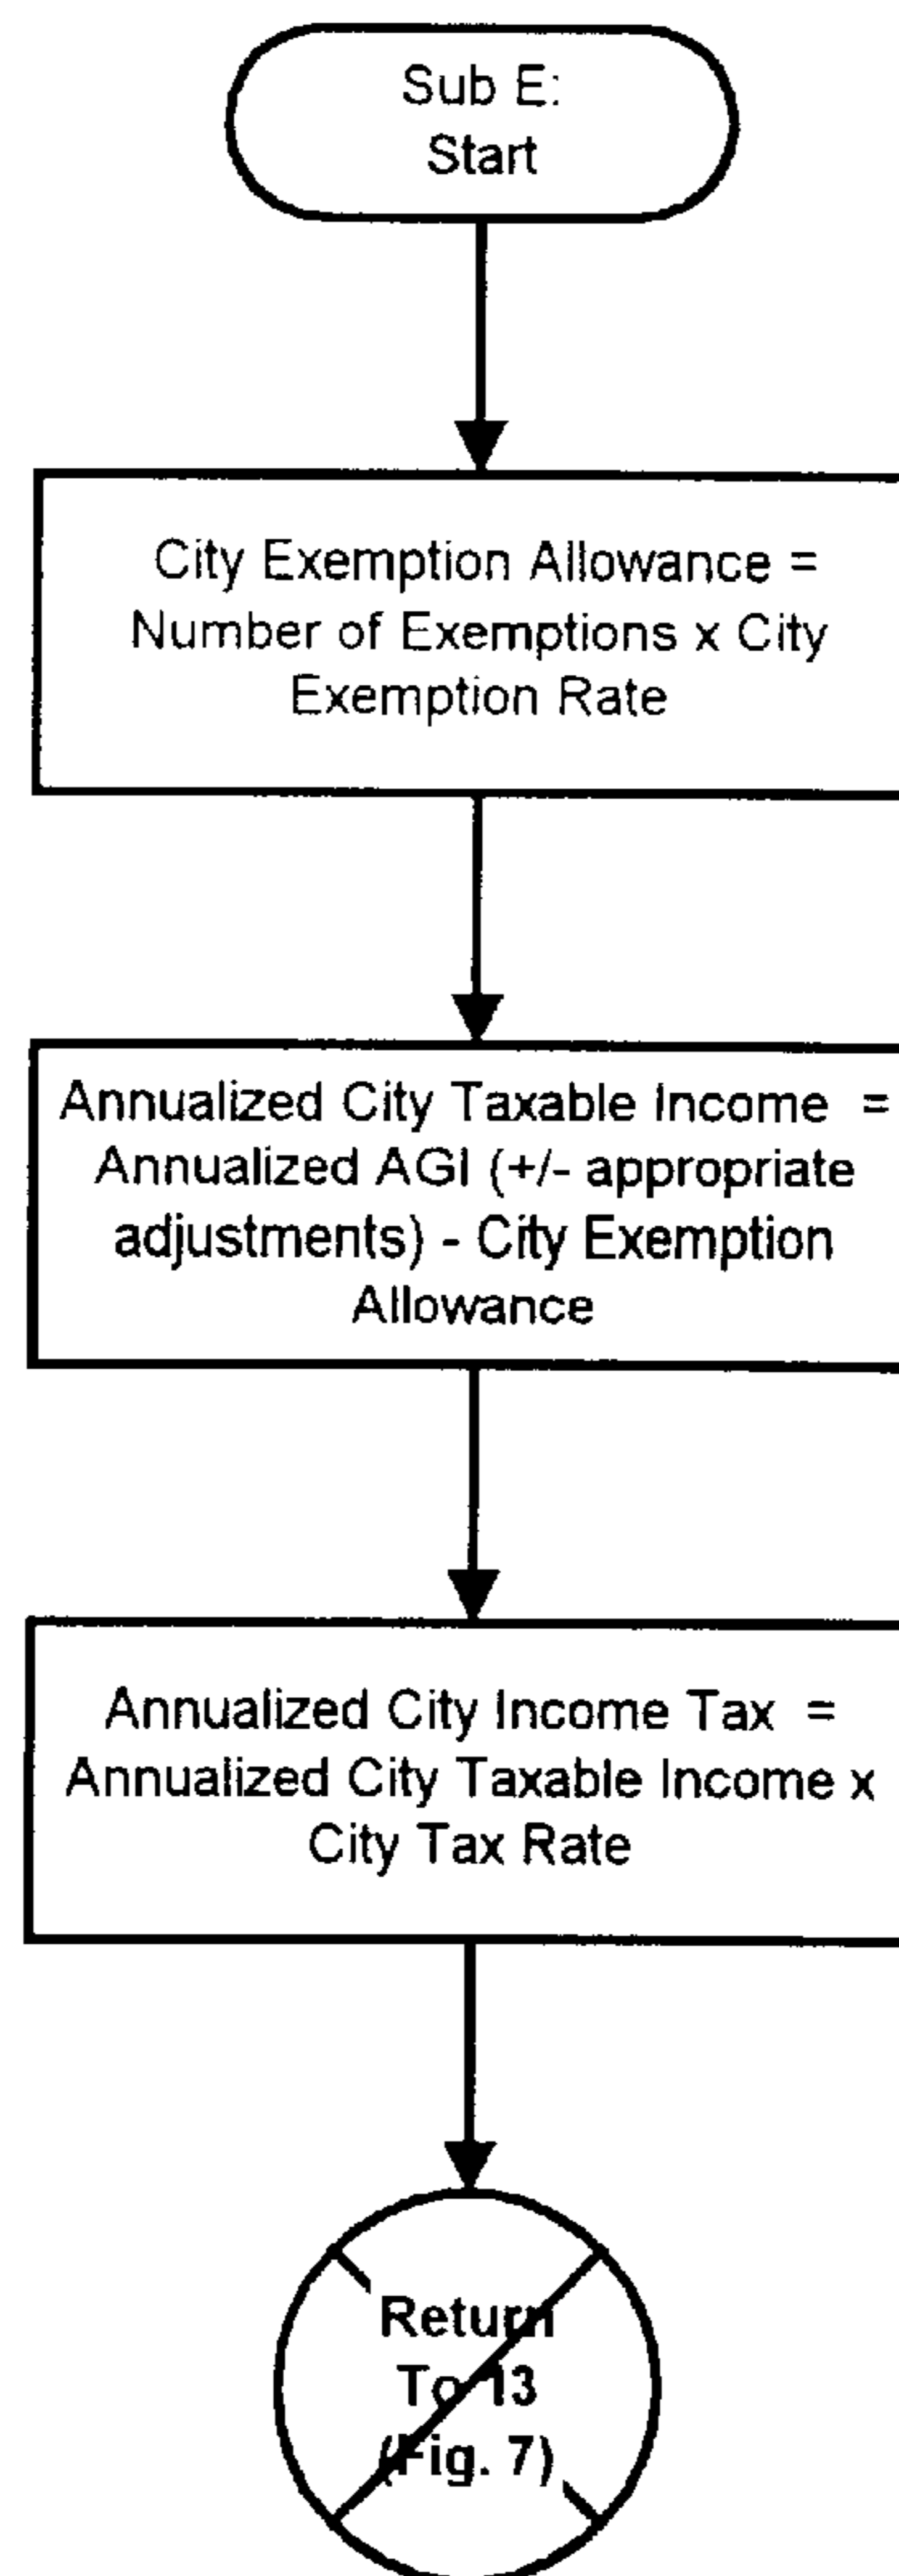 Sub E:
Start
City Exemption Allowance =
Number of Exemptions x City
Exemption Rate
Annualized City Taxable Income =
Annualized AGI (+/- appropriate
adjustments) - City Exemption
Allowance
Annualized City Income Tax =
Annualized City Taxable Income x
City Tax Rate
Return
To 13
(Fig. 7)